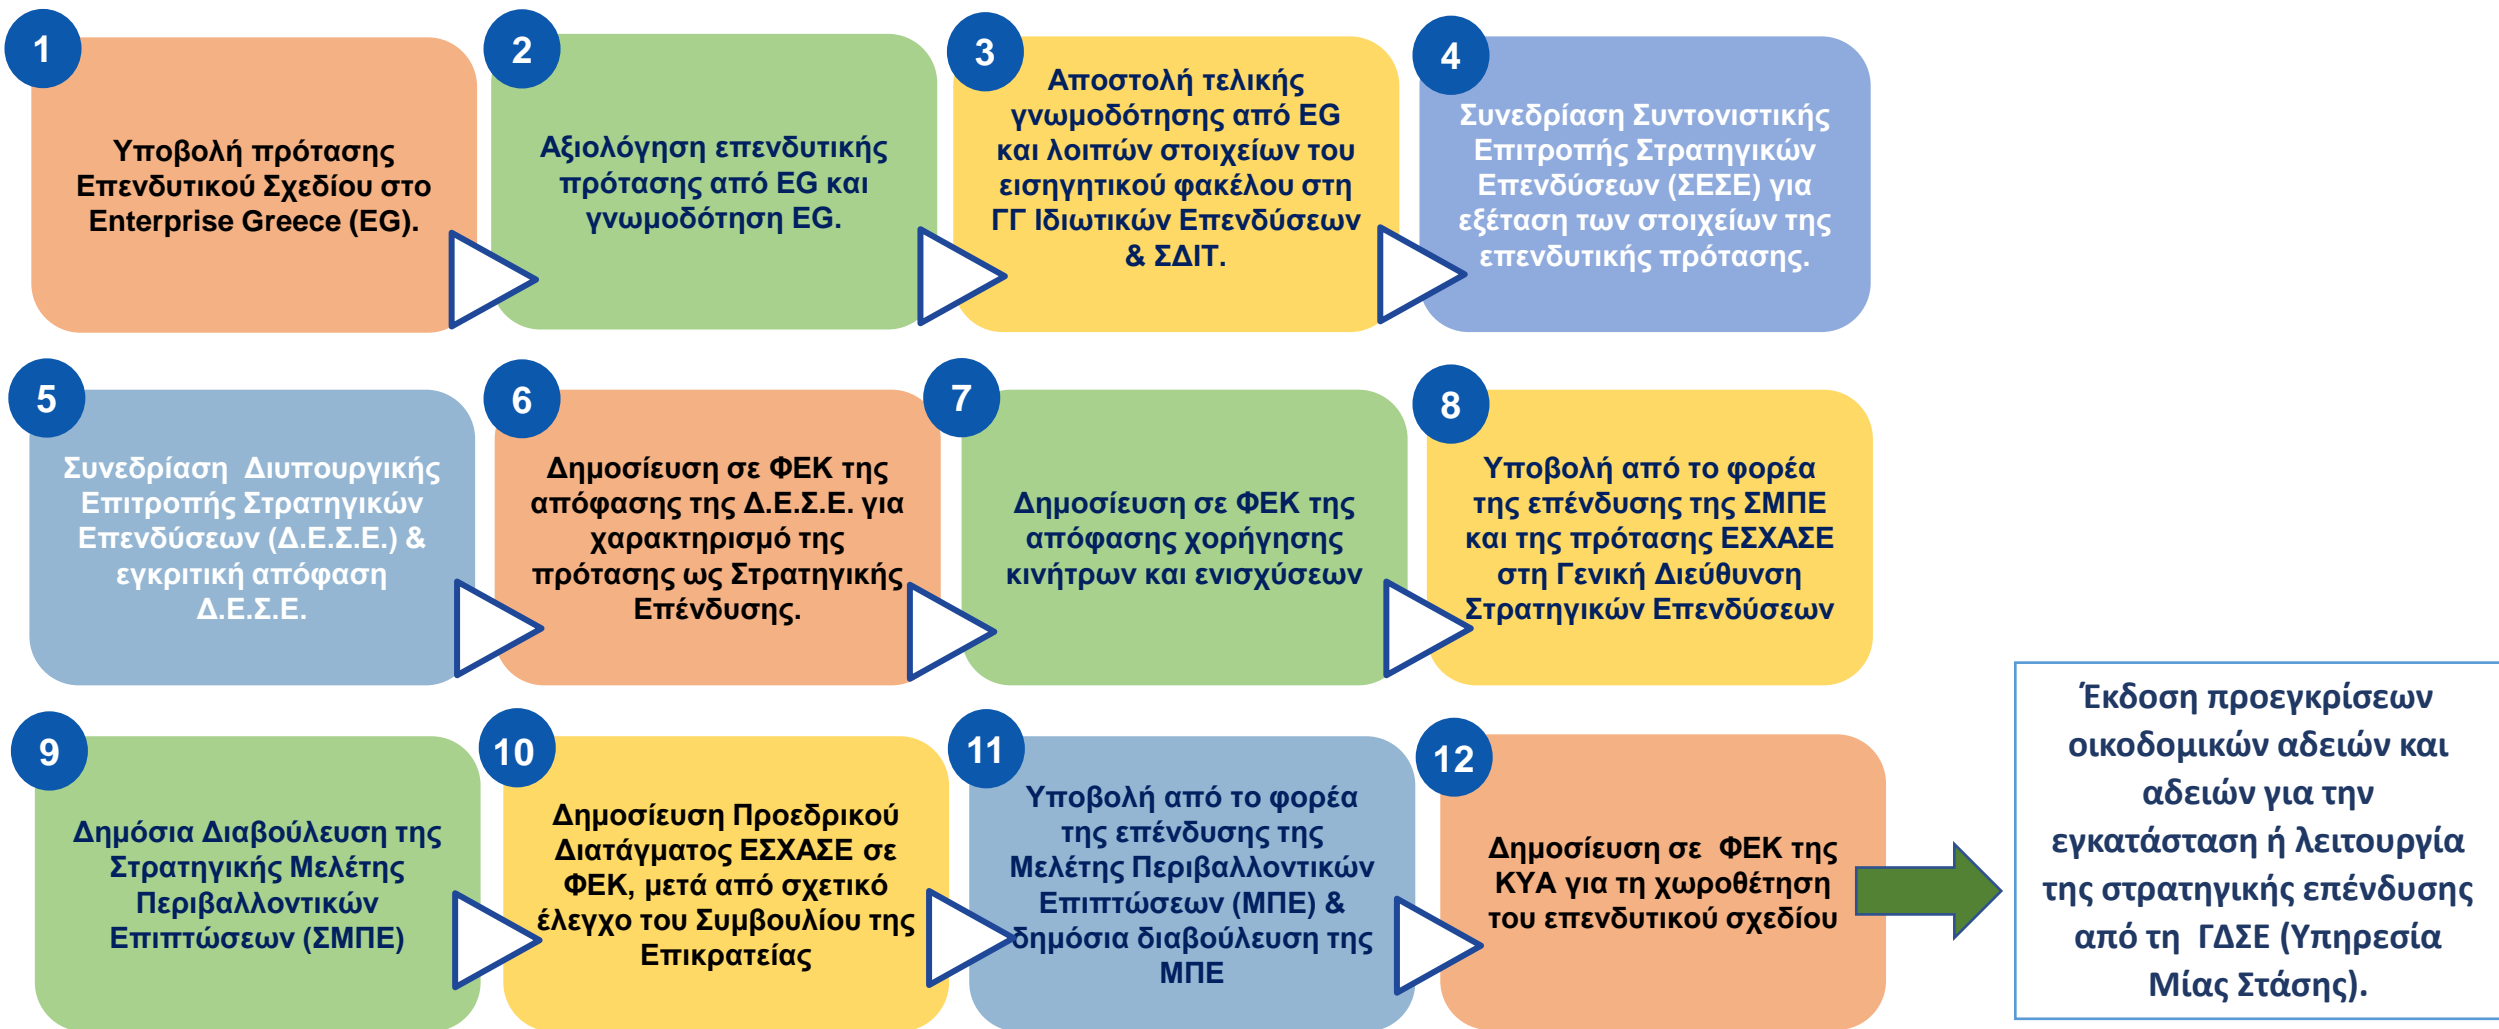 1
Υποβολή πρότασης
Επενδυτικού Σχεδίου στο
Enterprise Greece (EG).
2
Αξιολόγηση επενδυτικής
πρότασης από EG και
γνωμοδότηση EG.
3
Αποστολή τελικής
γνωμοδότησης από EG
και λοιπών στοιχείων του
εισηγητικού φακέλου στη
ΓΓ Ιδιωτικών Επενδύσεων
& ΣΔΙΤ.
4
Συνεδρίαση Συντονιστικής
Επιτροπής Στρατηγικών
Επενδύσεων (ΣΕΣΕ) για
εξέταση των στοιχείων της
επενδυτικής πρότασης.
5
Συνεδρίαση Διυπουργικής
Επιτροπής Στρατηγικών
Επενδύσεων (Δ.Ε.Σ.Ε.) &
εγκριτική απόφαση
Δ.Ε.Σ.Ε.
6
Δημοσίευση σε ΦΕΚ της
απόφασης της Δ.Ε.Σ.Ε. για
χαρακτηρισμό της
πρότασης ως Στρατηγικής
Επένδυσης.
7
Δημοσίευση σε ΦΕΚ της
απόφασης χορήγησης
κινήτρων και ενισχύσεων
8
Υποβολή από το φορέα
της επένδυσης της ΣΜΠΕ
και της πρότασης ΕΣΧΑΣΕ
στη Γενική Διεύθυνση
Στρατηγικών Επενδύσεων
9
Δημόσια Διαβούλευση της
Στρατηγικής Μελέτης
Περιβαλλοντικών
Επιπτώσεων (ΣΜΠΕ)
10
Δημοσίευση Προεδρικού
Διατάγματος ΕΣΧΑΣΕ σε
ΦΕΚ, μετά από σχετικό
έλεγχο του Συμβουλίου της
Επικρατείας
11
Υποβολή από το φορέα
της επένδυσης της
Μελέτης Περιβαλλοντικών
Επιπτώσεων (ΜΠΕ) &
δημόσια διαβούλευση της
ΜΠΕ
12
Δημοσίευση σε ΦΕΚ της
ΚΥΑ για τη χωροθέτηση
του επενδυτικού σχεδίου
Έκδοση προεγκρίσεων
οικοδομικών αδειών και
αδειών για την
εγκατάσταση ή λειτουργία
της στρατηγικής επένδυσης
από τη ΓΔΣΕ (Υπηρεσία
Μίας Στάσης).